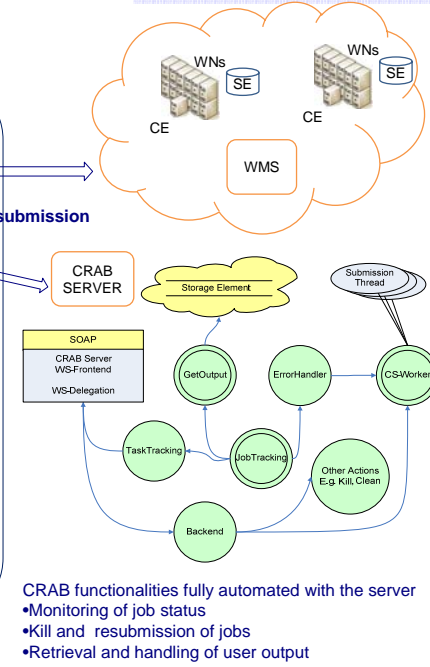 WNs
SE
CE
WNs
SE
CE
WMS
submission
CRAB
SERVER
Storage Element
Submission
Thread
SOAP
CRAB Server
WS-Frontend
WS-Delegation
GetOutput
ErrorHandler
CS-Worker
TaskTracking
JobTracking
Other Actions
E.g. Kill, Clean
Backend
CRAB functionalities fully automated with the server
•Monitoring of job status
•Kill and resubmission of jobs
•Retrieval and handling of user output